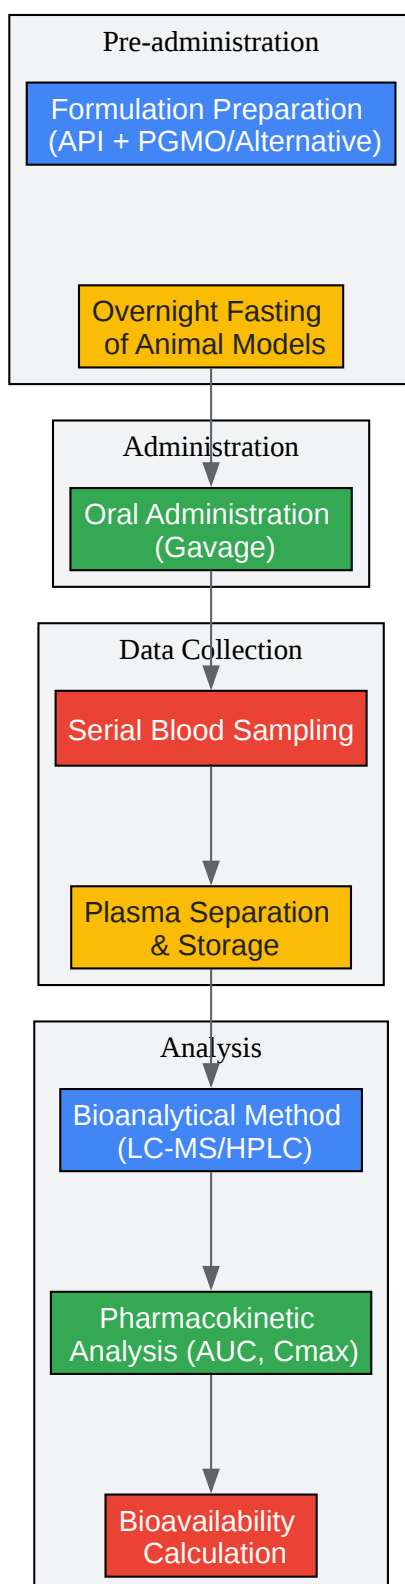 Pre-administration
Formulation Preparation
(API + PGMO/Alternative)
Overnight Fasting
of Animal Models
Administration
Oral Administration
(Gavage)
Data Collection
Serial Blood Sampling
Plasma Separation
& Storage
Analysis
Bioanalytical Method
(LC-MS/HPLC)
Pharmacokinetic
Analysis (AUC, Cmax)
Bioavailability
Calculation